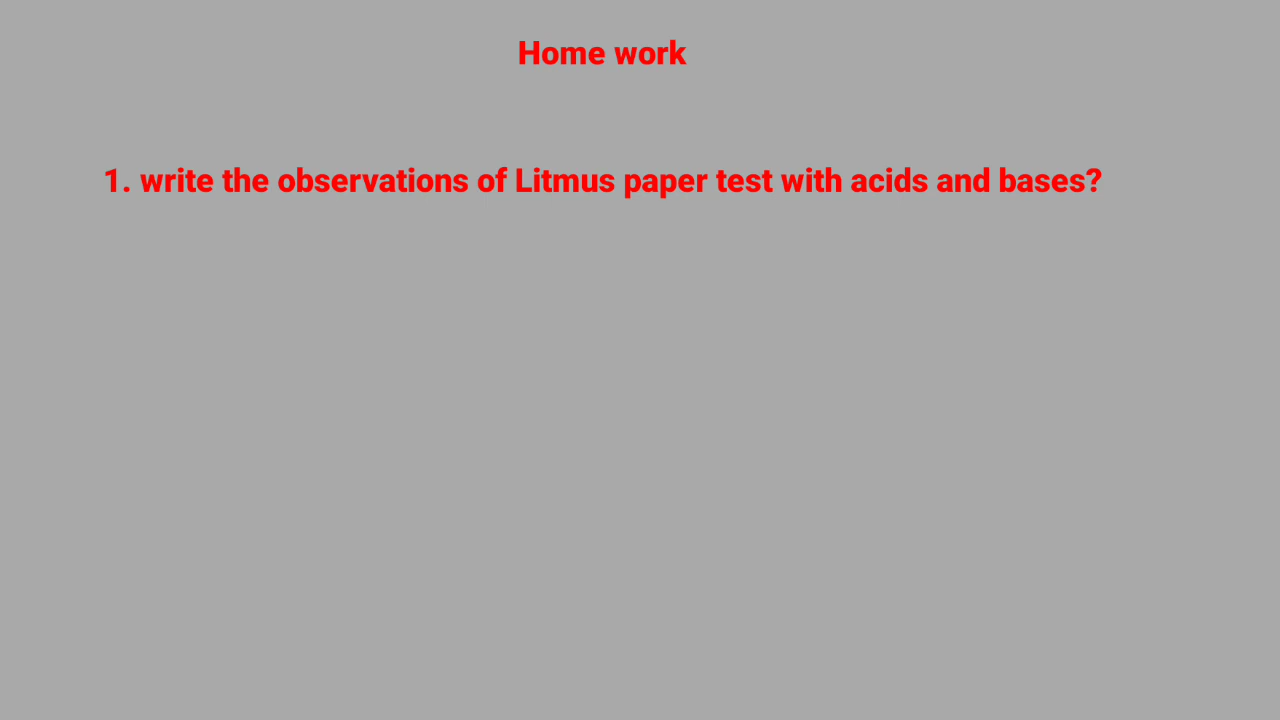 Home work
1. write the observations of Litmus paper test with acids and bases?